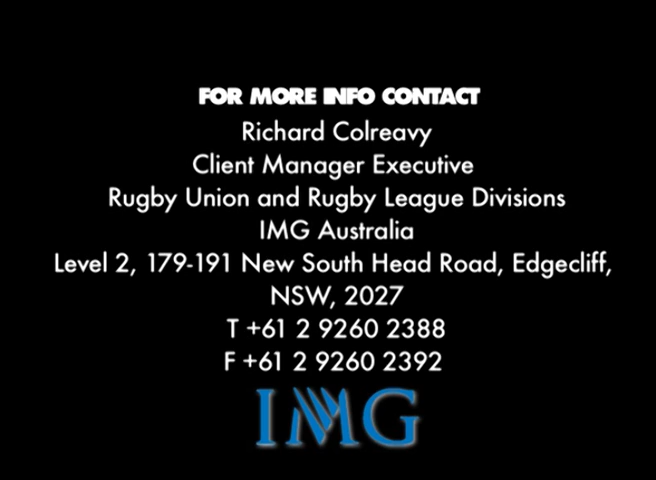 FOR MORE INFO CONTACT
Richard Colreavy
Client Manager Executive
Rugby Union and Rugby League Divisions
IMG Australia
Level 2, 179-191 New South Head Road, Edgecliff,
NSW, 2027
T +61 2 9260 2388
F +61 2 9260 2392
IMG